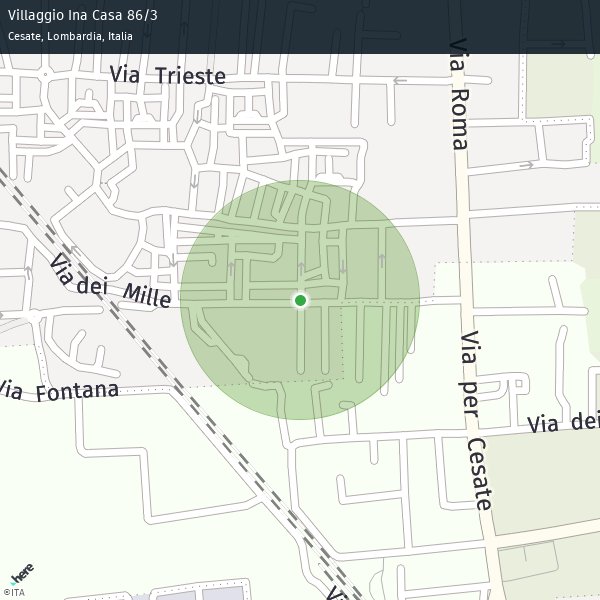 Villaggio Ina Casa 86/3
Cesate, Lombardia, Italia
Via Trieste
Via Roma
Via dei Mille
Via Fontana
Via per Cesate
Via dei
Via
here
©ITA